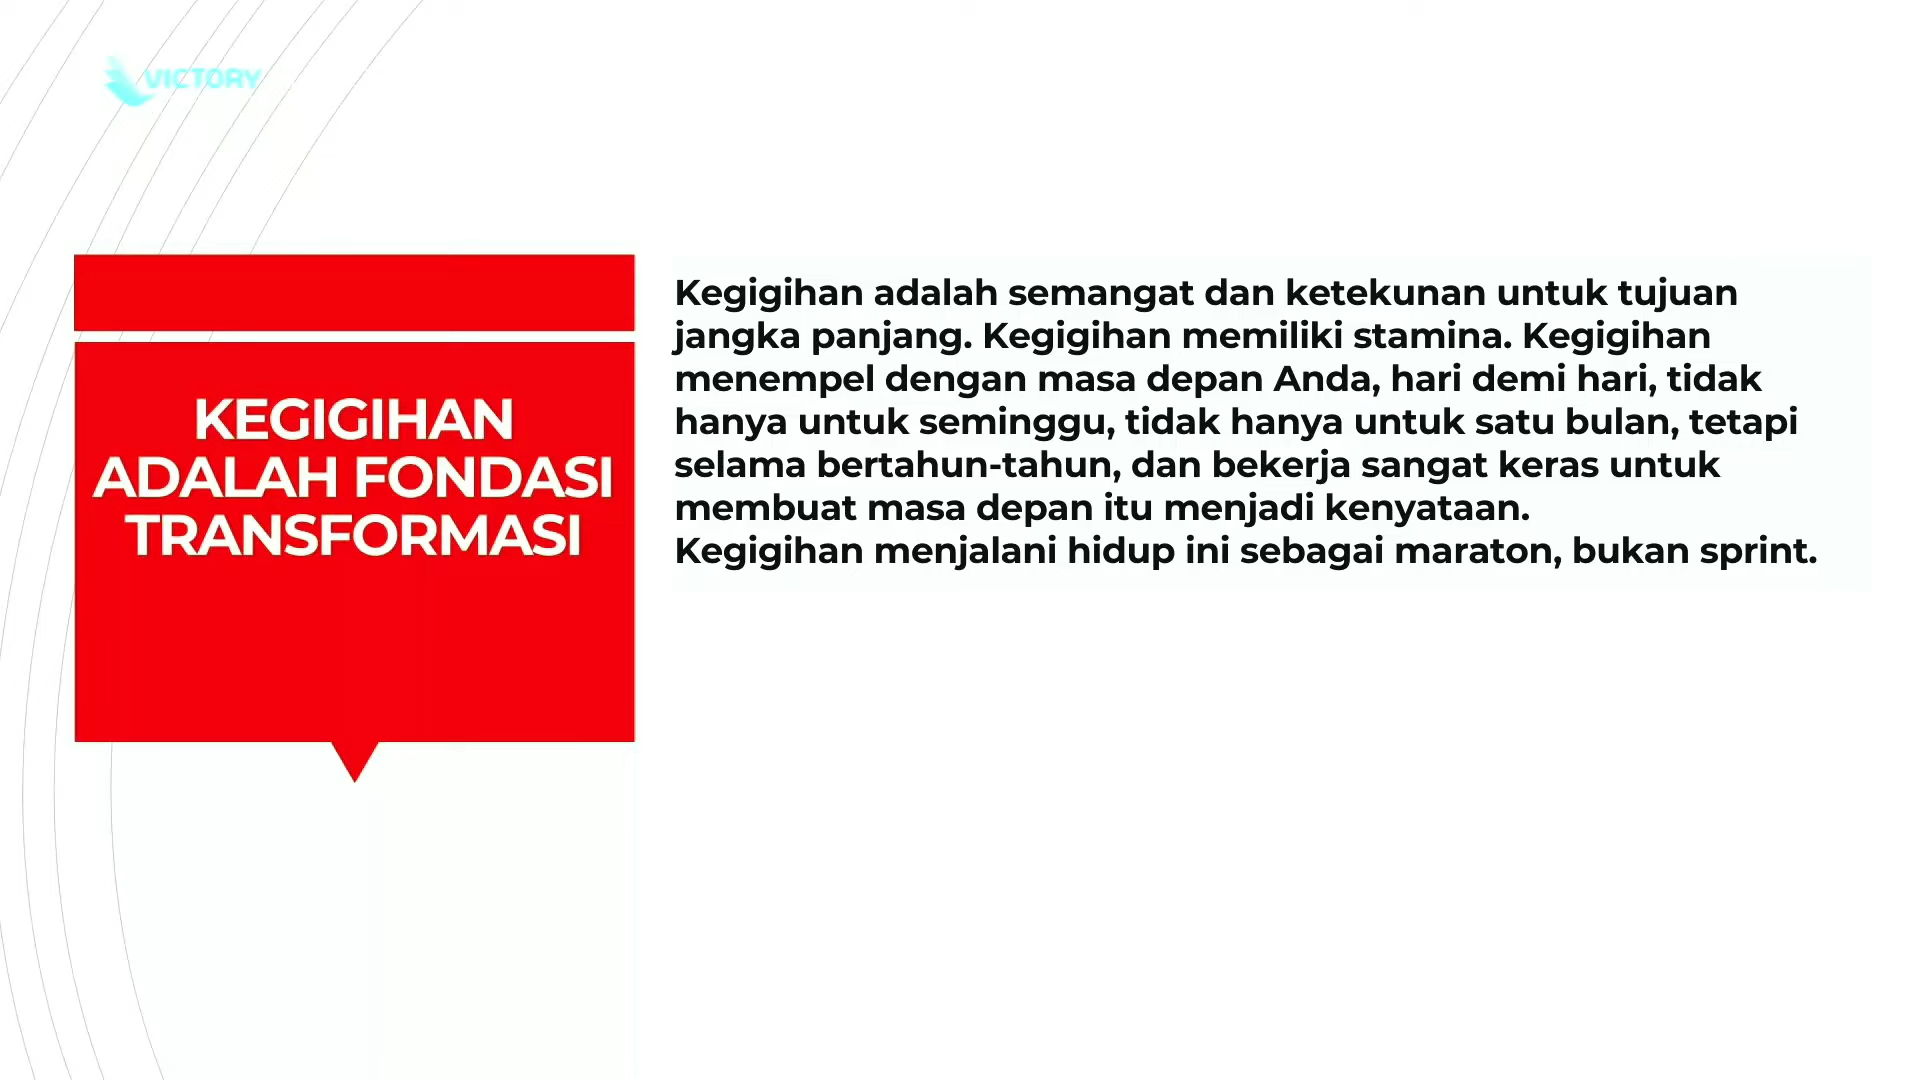 VICTORY
KEGIGIHAN
ADALAH FONDASI
TRANSFORMASI
Kegigihan adalah semangat dan ketekunan untuk tujuan
jangka panjang. Kegigihan memiliki stamina. Kegigihan
menempel dengan masa depan Anda, hari demi hari, tidak
hanya untuk seminggu, tidak hanya untuk satu bulan, tetapi
selama bertahun-tahun, dan bekerja sangat keras untuk
membuat masa depan itu menjadi kenyataan.
Kegigihan menjalani hidup ini sebagai maraton, bukan sprint.